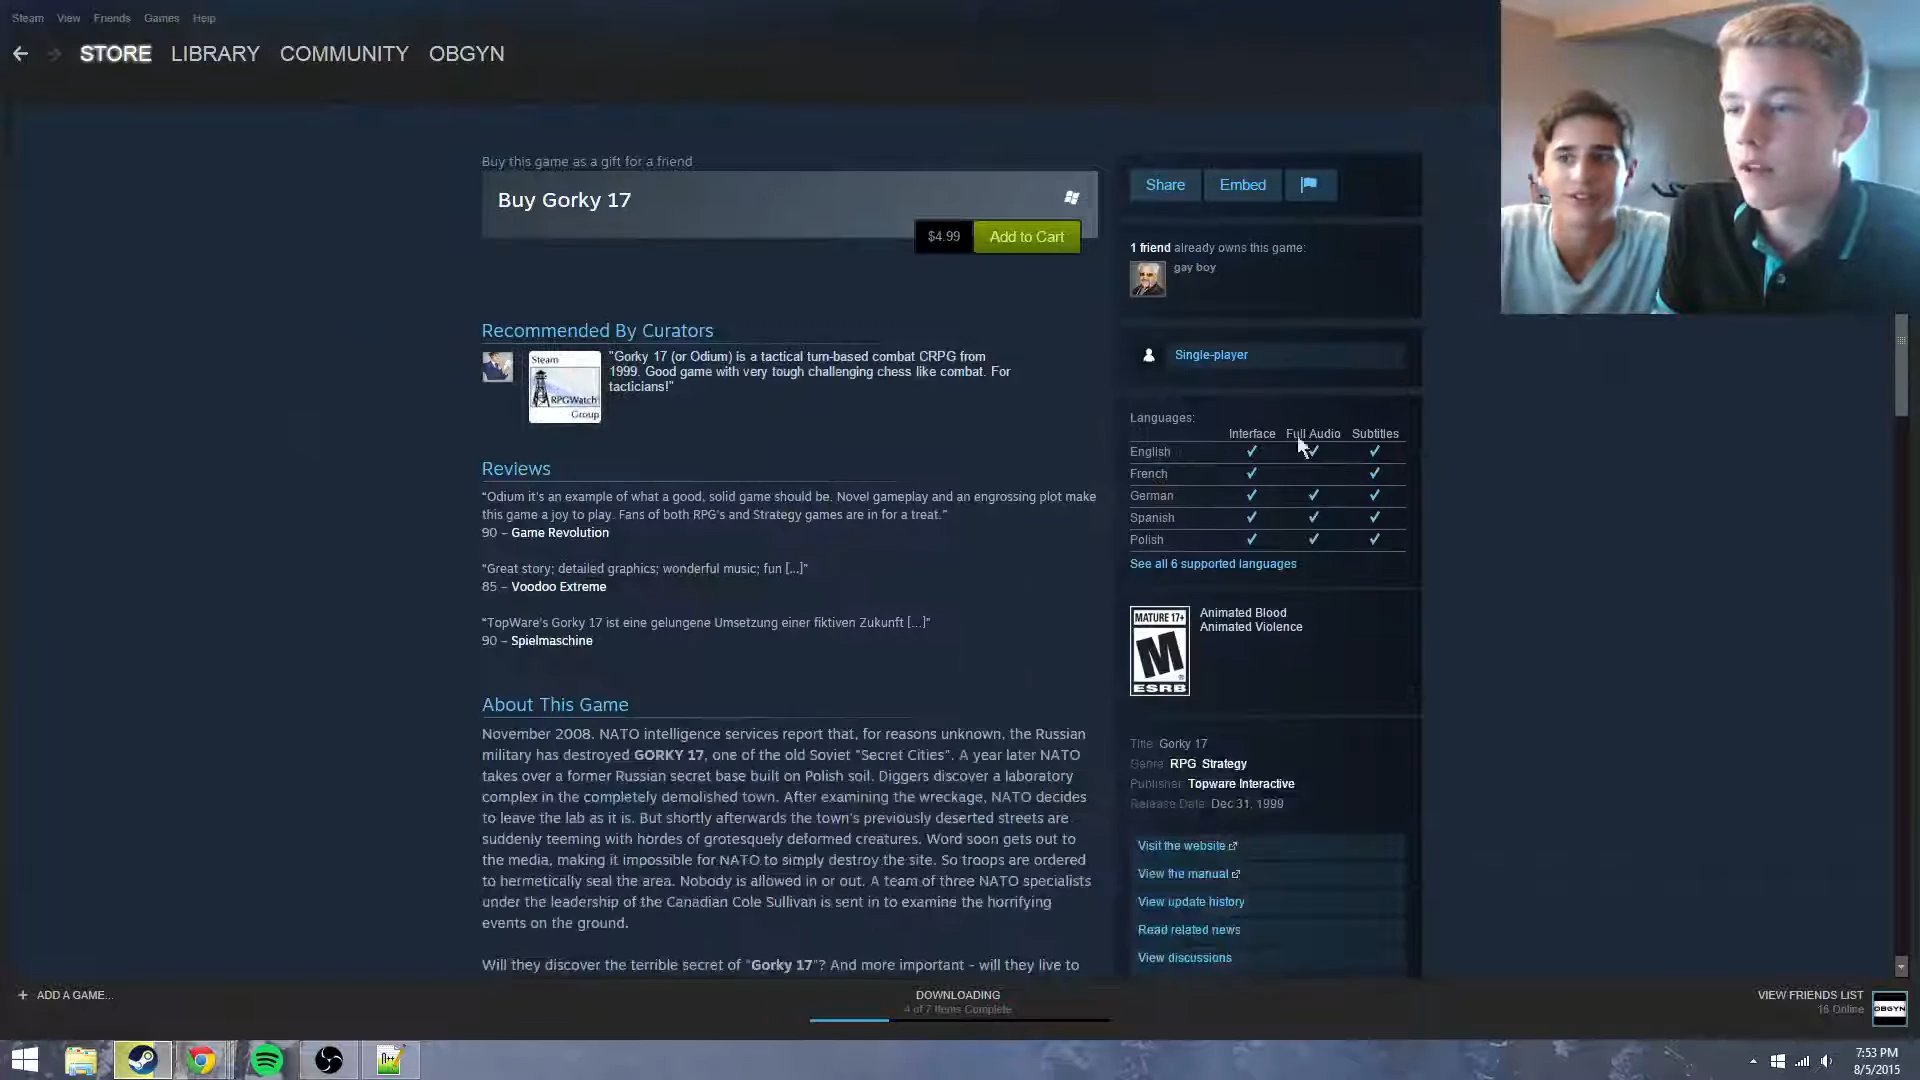 Steam View Friends Games Help
STORE LIBRARY COMMUNITY OBGYN
Buy this game as a gift for a friend
Buy Gorky 17
$4.99 Add to Cart
Recommended By Curators
Steam
RPGWatch
Group
"Gorky 17 (or Odium) is a tactical turn-based combat CRPG from
1999. Good game with very tough challenging chess like combat. For
tacticians!"
Reviews
“Odium it's an example of what a good, solid game should be. Novel gameplay and an engrossing plot make
this game a joy to play. Fans of both RPG's and Strategy games are in for a treat.”
90 – Game Revolution
“Great story; detailed graphics; wonderful music; fun [...]”
85 – Voodoo Extreme
“TopWare's Gorky 17 ist eine gelungene Umsetzung einer fiktiven Zukunft [...]”
90 – Spielmaschine
About This Game
November 2008. NATO intelligence services report that, for reasons unknown, the Russian
military has destroyed GORKY 17, one of the old Soviet "Secret Cities". A year later NATO
takes over a former Russian secret base built on Polish soil. Diggers discover a laboratory
complex in the completely demolished town. After examining the wreckage, NATO decides
to leave the lab as it is. But shortly afterwards the town's previously deserted streets are
suddenly teeming with hordes of grotesquely deformed creatures. Word soon gets out to
the media, making it impossible for NATO to simply destroy the site. So troops are ordered
to hermetically seal the area. Nobody is allowed in or out. A team of three NATO specialists
under the leadership of the Canadian Cole Sullivan is sent in to examine the horrifying
events on the ground.
Will they discover the terrible secret of "Gorky 17"? And more important - will they live to
Share Embed
1 friend already owns this game:
gay boy
Single-player
Languages:
Interface Full Audio Subtitles
English ✓ ✓ ✓
French ✓ ✓
German ✓ ✓ ✓
Spanish ✓ ✓ ✓
Polish ✓ ✓ ✓
See all 6 supported languages
MATURE 17+
M
ESRB
Animated Blood
Animated Violence
Title: Gorky 17
Genre: RPG Strategy
Publisher: Topware Interactive
Release Date: Dec 31, 1999
Visit the website
View the manual
View update history
Read related news
View discussions
+ ADD A GAME...
DOWNLOADING
4 of 7 Items Complete
VIEW FRIENDS LIST
16 Online
OBGYN
7:53 PM
8/5/2015